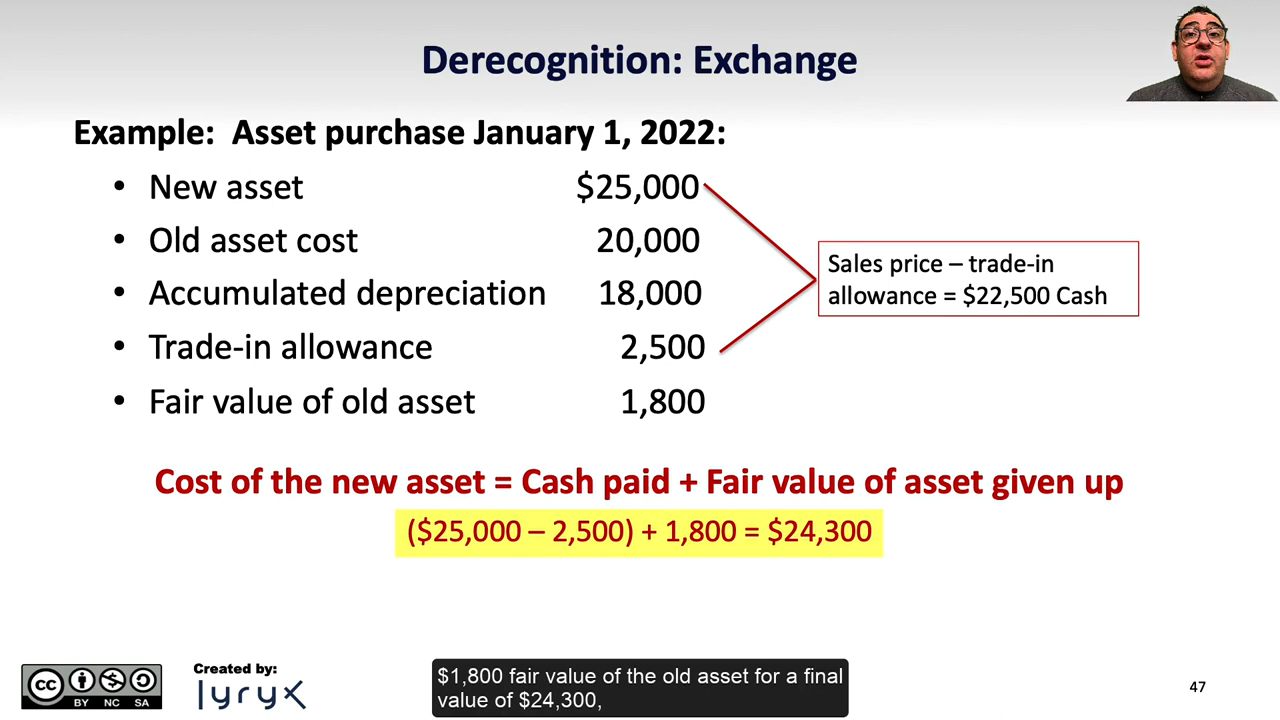 Derecognition: Exchange
Example: Asset purchase January 1, 2022:
• New asset $25,000
• Old asset cost 20,000
• Accumulated depreciation 18,000
• Trade-in allowance 2,500
• Fair value of old asset 1,800
Sales price – trade-in
allowance = $22,500 Cash
Cost of the new asset = Cash paid + Fair value of asset given up
($25,000 – 2,500) + 1,800 = $24,300
cc BY NC SA
Created by:
lyryx
$1,800 fair value of the old asset for a final
value of $24,300,
47